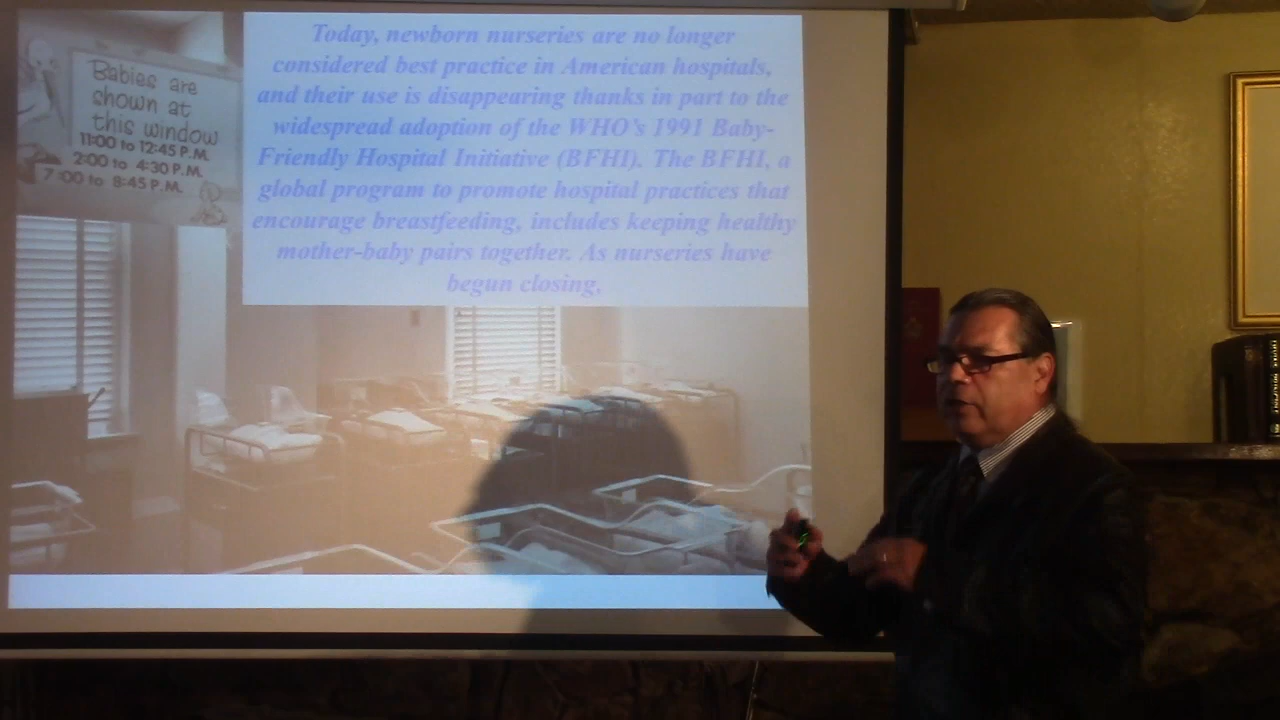 Babies are
shown at
this window
11:00 to 12:45 P.M.
2:00 to 4:30 P.M.
7:00 to 8:45 P.M.
Today, newborn nurseries are no longer
considered best practice in American hospitals,
and their use is disappearing thanks in part to the
widespread adoption of the WHO's 1991 Baby-
Friendly Hospital Initiative (BFHI). The BFHI, a
global program to promote hospital practices that
encourage breastfeeding, includes keeping healthy
mother-baby pairs together. As nurseries have
begun closing,